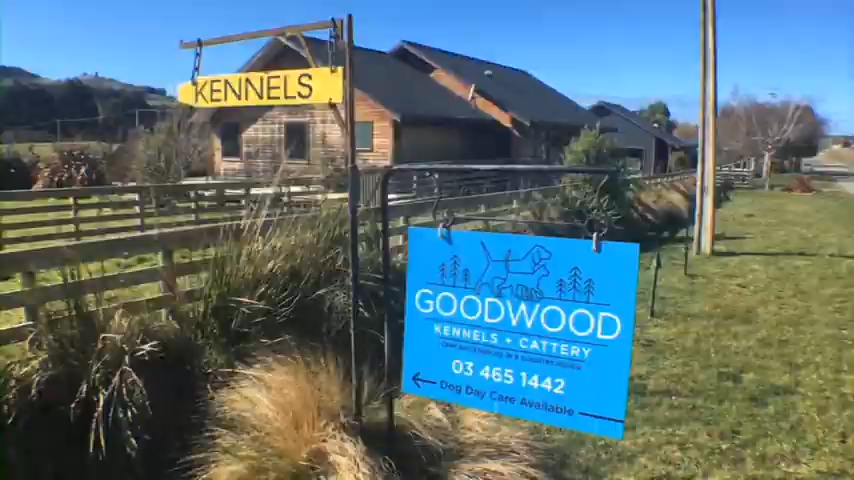 KENNELS
GOODWOOD
KENNELS + CATTERY
03 465 1442
Dog Day Care Available